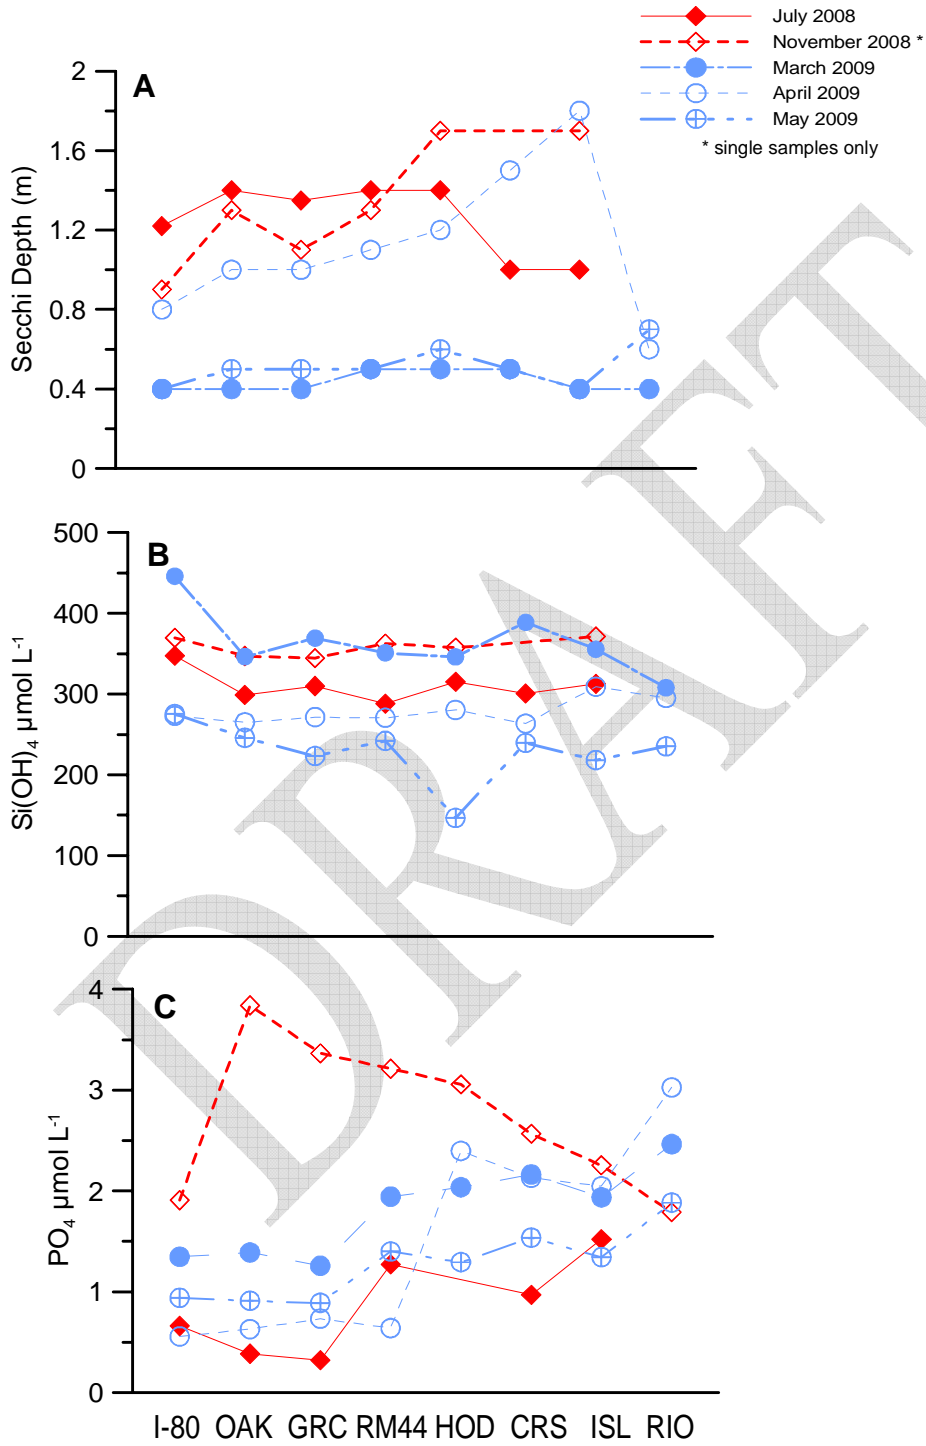 July 2008
November 2008 *
March 2009
April 2009
May 2009
* single samples only
A
2
1.6
1.2
0.8
0.4
0
Secchi Depth (m)
B
500
400
300
200
100
0
Si(OH)₄ µmol L⁻¹
C
4
3
2
1
0
PO₄ µmol L⁻¹
I-80 OAK GRC RM44 HOD CRS ISL RIO
DRAFT